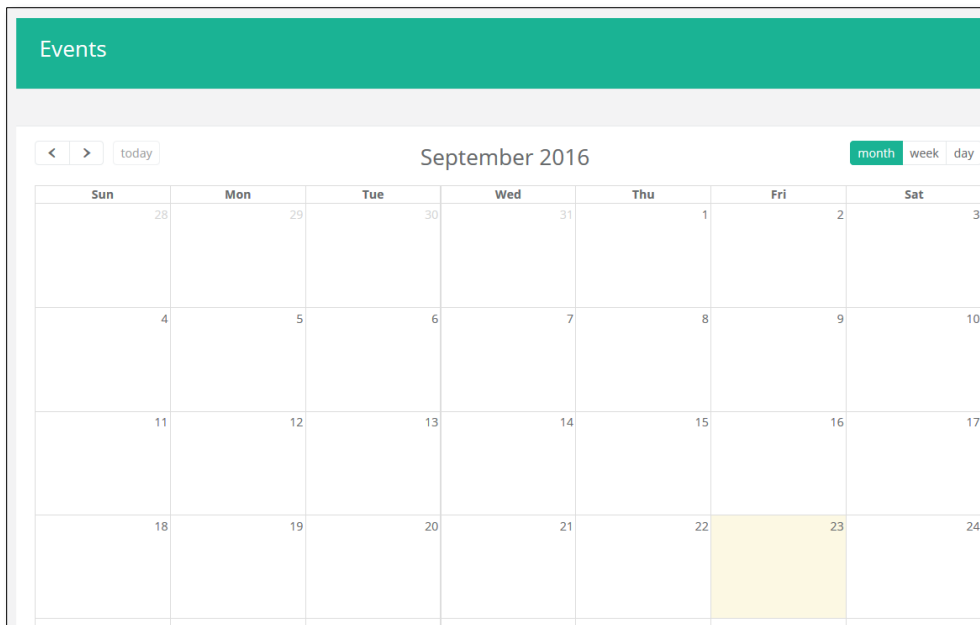 Events
today
September 2016
month week day
Sun Mon Tue Wed Thu Fri Sat
28 29 30 31 1 2 3
4 5 6 7 8 9 10
11 12 13 14 15 16 17
18 19 20 21 22 23 24